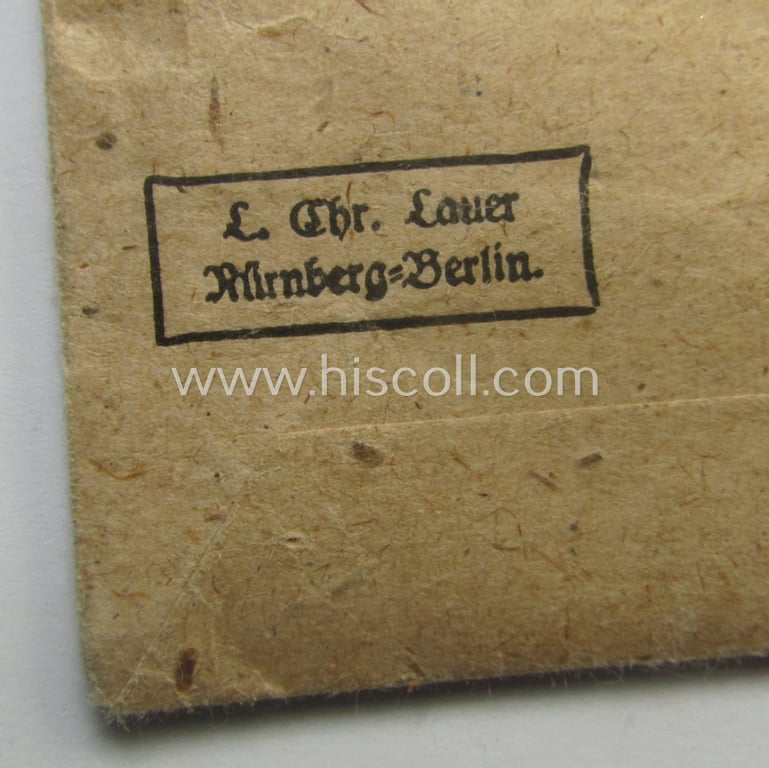 L. Chr. Lauer
Nürnberg=Berlin.
www.hiscoll.com